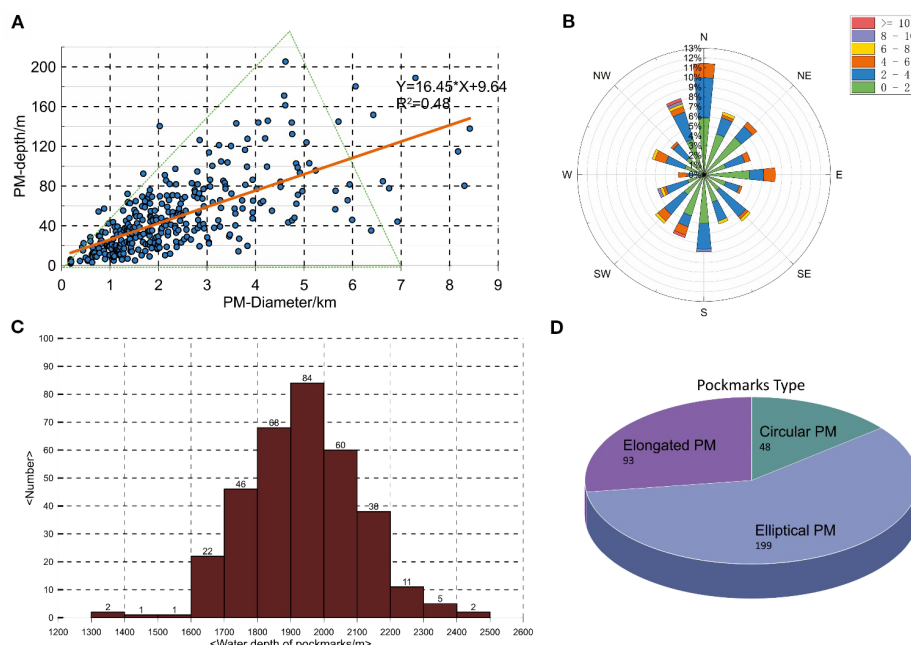 A
PM-depth/m
200
160
120
80
40
0
Y=16.45*X+9.64
R²=0.48
0 1 2 3 4 5 6 7 8 9
PM-Diameter/km
B
N
NE
E
SE
S
SW
W
NW
13%
12%
11%
10%
9%
8%
7%
6%
5%
4%
3%
2%
1%
0%
>= 10
8 - 10
6 - 8
4 - 6
2 - 4
0 - 2
C
<Number>
100
90
80
70
60
50
40
30
20
10
0
2 1 1 22 46 68 84 60 38 11 5 2
1200 1300 1400 1500 1600 1700 1800 1900 2000 2100 2200 2300 2400 2500 2600
<Water depth of pockmarks/m>
D
Pockmarks Type
Elongated PM
93
Circular PM
48
Elliptical PM
199